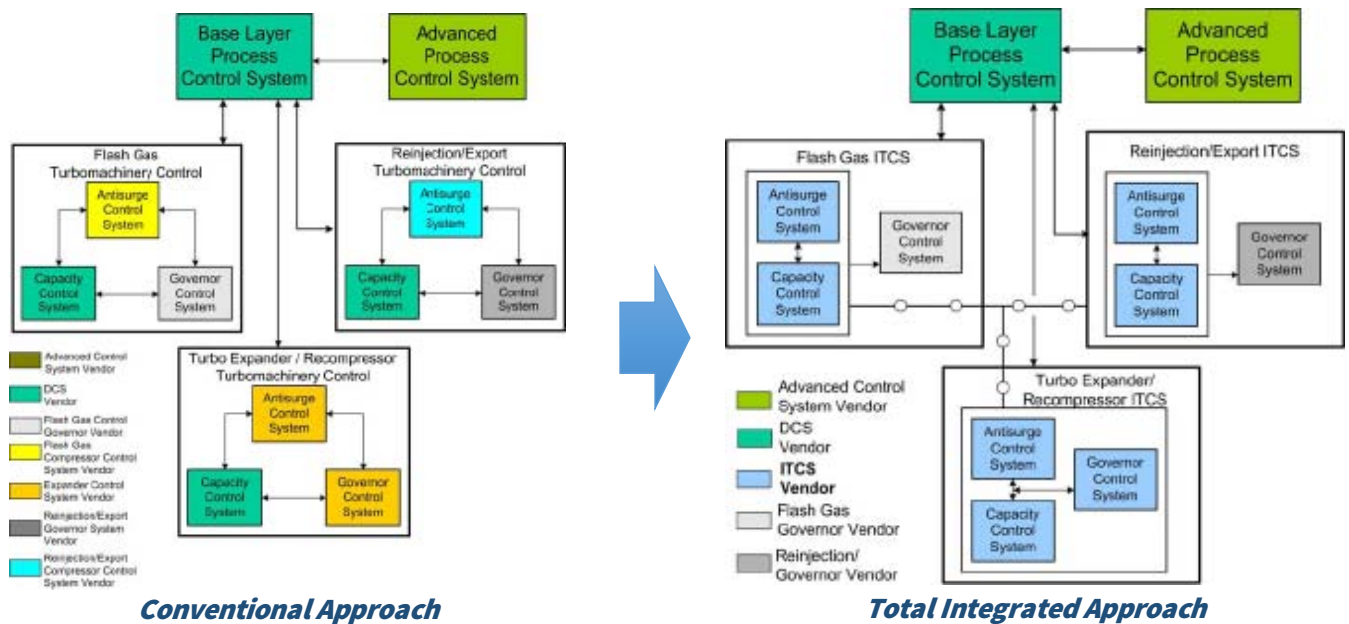 Base Layer
Process
Control System
Advanced
Process
Control System
Flash Gas
Turbomachinery Control
Antisurge
Control
System
Capacity
Control
System
Governor
Control
System
Reinjection/Export
Turbomachinery Control
Antisurge
Control
System
Capacity
Control
System
Governor
Control
System
Turbo Expander / Recompressor
Turbomachinery Control
Antisurge
Control
System
Capacity
Control
System
Governor
Control
System
Advanced Control
System Vendor
DCS
Vendor
Flash Gas Control
Governor Vendor
Flash Gas
Compressor Control
System Vendor
Expander Control
System Vendor
Reinjection/Export
Governor System
Vendor
Reinjection/Export
Compressor Control
System Vendor
Conventional Approach
Base Layer
Process
Control System
Advanced
Process
Control System
Flash Gas ITCS
Antisurge
Control
System
Capacity
Control
System
Governor
Control
System
Reinjection/Export ITCS
Antisurge
Control
System
Capacity
Control
System
Governor
Control
System
Turbo Expander/
Recompressor ITCS
Antisurge
Control
System
Capacity
Control
System
Governor
Control
System
Advanced Control
System Vendor
DCS
Vendor
ITCS
Vendor
Flash Gas
Governor Vendor
Reinjection/
Governor Vendor
Total Integrated Approach